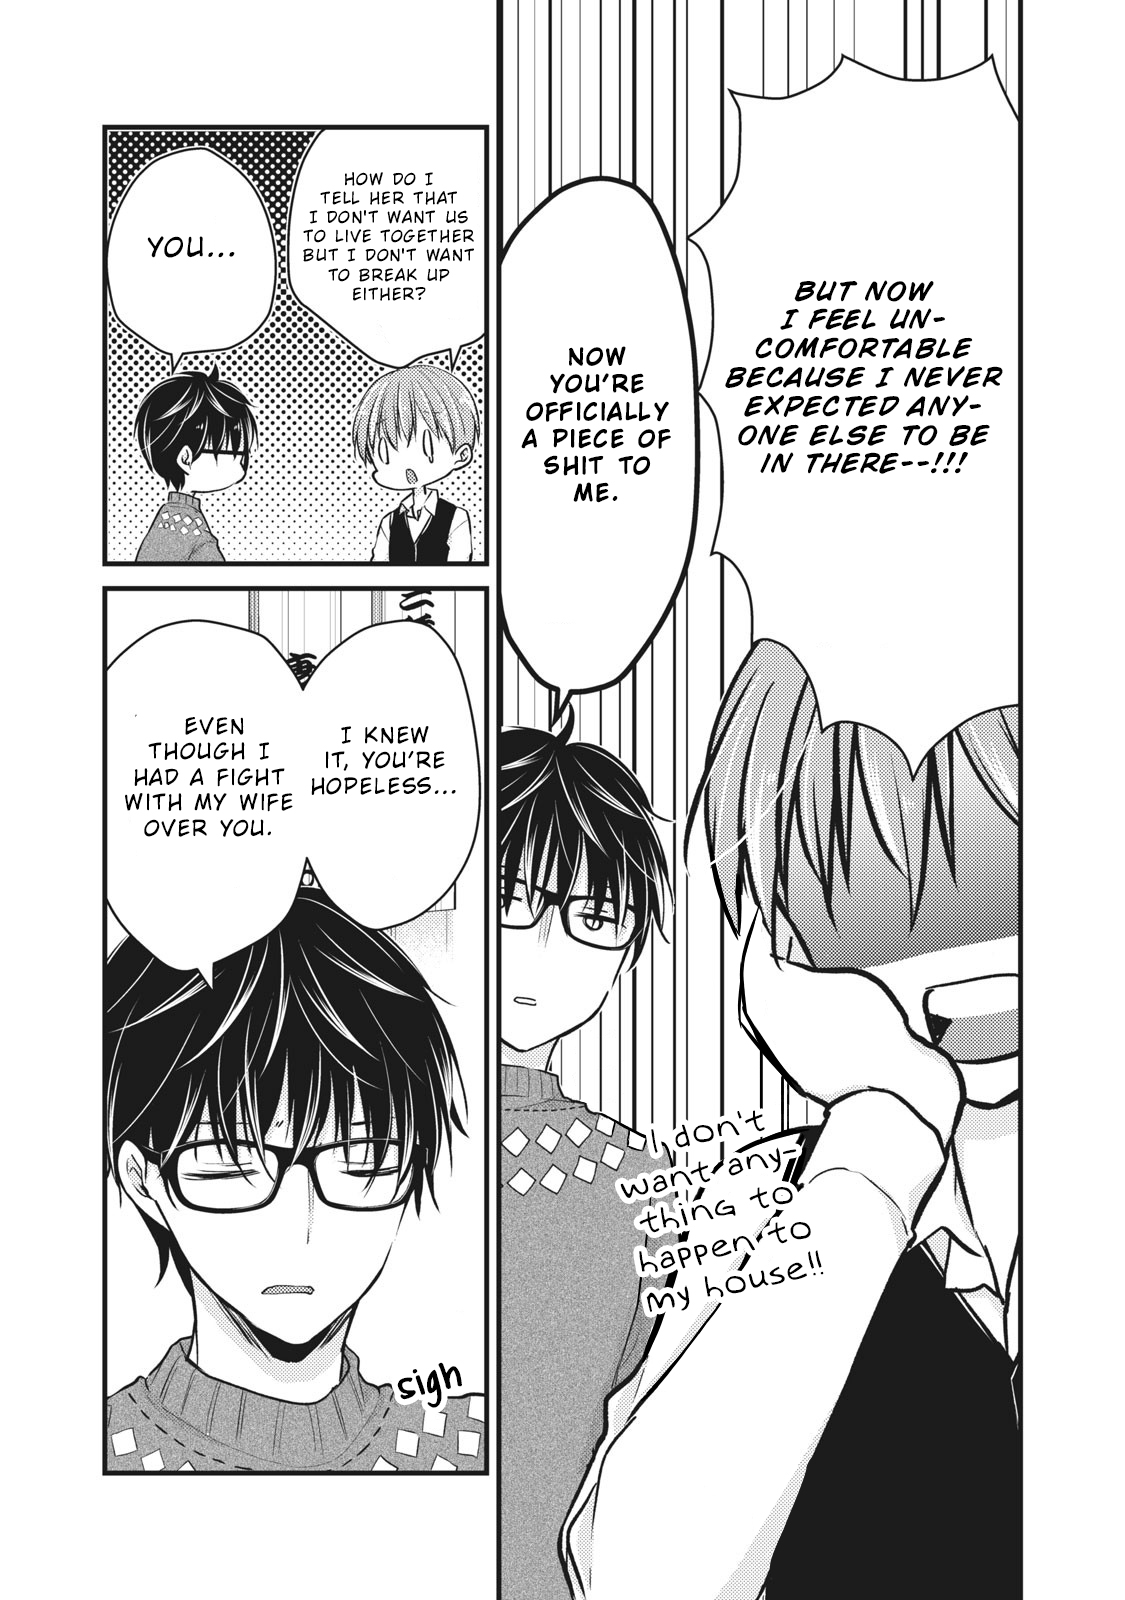 BUT NOW
I FEEL UN-
COMFORTABLE
BECAUSE I NEVER
EXPECTED ANY-
ONE ELSE TO BE
IN THERE--!!!
NOW
YOU'RE
OFFICIALLY
A PIECE OF
SHIT TO
ME.
I don't
want any-
thing to
happen to
my house!!
HOW DO I
TELL HER THAT
I DON'T WANT US
TO LIVE TOGETHER
BUT I DON'T WANT
TO BREAK UP
EITHER?
YOU...
I KNEW
IT, YOU'RE
HOPELESS...
EVEN
THOUGH I
HAD A FIGHT
WITH MY WIFE
OVER YOU.
sigh